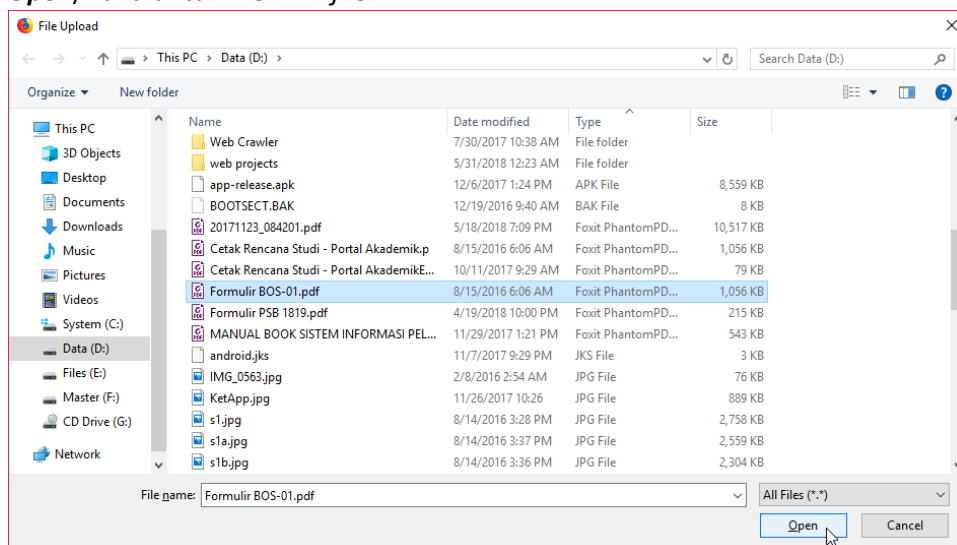 File Upload
This PC > Data (D:) >
Search Data (D:)
Organize
New folder
This PC
3D Objects
Desktop
Documents
Downloads
Music
Pictures
Videos
System (C:)
Data (D:)
Files (E:)
Master (F:)
CD Drive (G:)
Network
Name Date modified Type Size
Web Crawler 7/30/2017 10:38 AM File folder
web projects 5/31/2018 12:23 AM File folder
app-release.apk 12/6/2017 1:24 PM APK File 8,559 KB
BOOTSECT.BAK 12/19/2016 9:40 AM BAK File 8 KB
20171123_084201.pdf 5/18/2018 7:09 PM Foxit PhantomPD... 10,517 KB
Cetak Rencana Studi - Portal Akademik.p 8/15/2016 6:06 AM Foxit PhantomPD... 1,056 KB
Cetak Rencana Studi - Portal AkademikE... 10/11/2017 9:29 AM Foxit PhantomPD... 79 KB
Formulir BOS-01.pdf 8/15/2016 6:06 AM Foxit PhantomPD... 1,056 KB
Formulir PSB 1819.pdf 4/19/2018 10:00 PM Foxit PhantomPD... 215 KB
MANUAL BOOK SISTEM INFORMASI PEL... 11/29/2017 1:21 PM Foxit PhantomPD... 543 KB
android.jks 11/7/2017 9:29 PM JKS File 3 KB
IMG_0563.jpg 2/8/2016 2:54 AM JPG File 76 KB
KetApp.jpg 11/26/2017 10:26 JPG File 889 KB
s1.jpg 8/14/2016 3:28 PM JPG File 2,758 KB
s1a.jpg 8/14/2016 3:37 PM JPG File 2,559 KB
s1b.jpg 8/14/2016 3:36 PM JPG File 2,304 KB
File name: Formulir BOS-01.pdf
All Files (*.*)
Open
Cancel